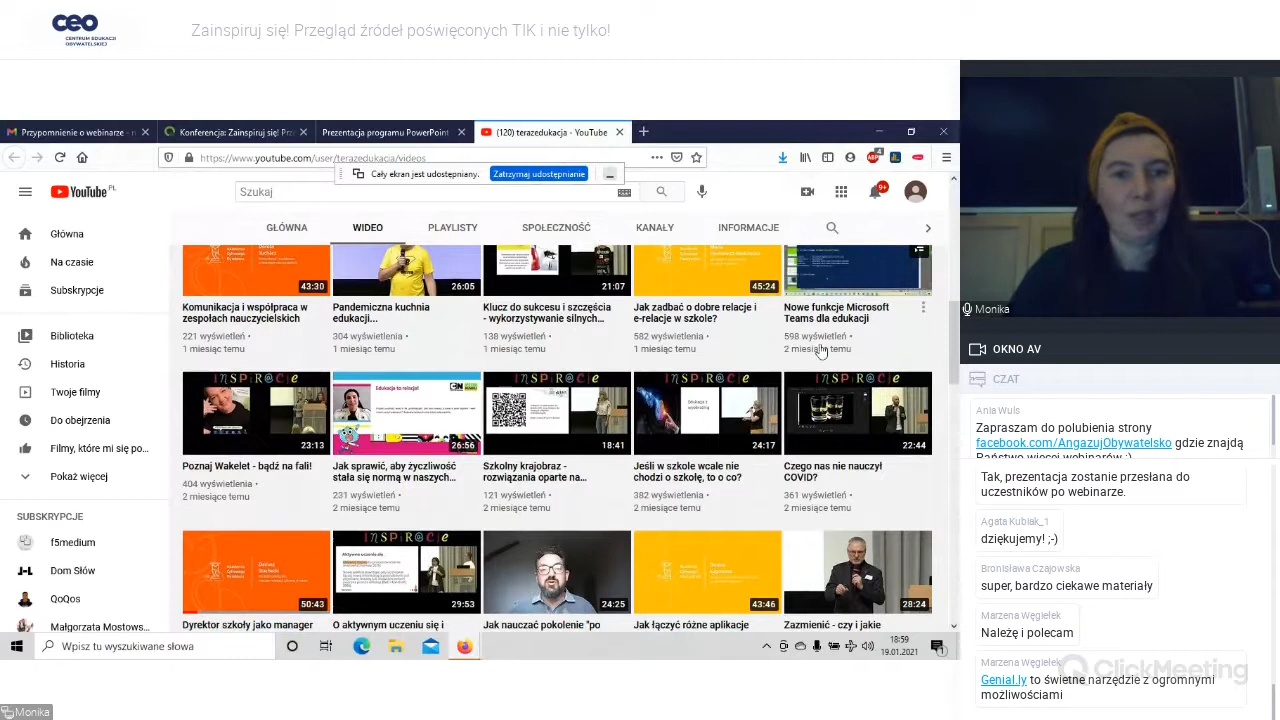 ceo
CENTRUM EDUKACJI
OBYWATELSKIEJ
Zainspiruj się! Przegląd źródeł poświęconych TIK i nie tylko!
Przypomnienie o webinarze - r
Konferencja: Zainspiruj się! Prz
Prezentacja programu PowerPoint
(120) terazedukacja - YouTube
https://www.youtube.com/user/terazedukacja/videos
Cały ekran jest udostępniany.
Zatrzymaj udostępnianie
YouTube PL
Szukaj
9+
GŁÓWNA
WIDEO
PLAYLISTY
SPOŁECZNOŚĆ
KANAŁY
INFORMACJE
Główna
Na czasie
Subskrypcje
Biblioteka
Historia
Twoje filmy
Do obejrzenia
Filmy, które mi się po...
Pokaż więcej
SUBSKRYPCJE
f5medium
Dom Słów
QoQos
Małgorzata Mostows...
43:30
26:05
21:07
45:24
Komunikacja i współpraca w
zespołach nauczycielskich
221 wyświetleń •
1 miesiąc temu
Pandemiczna kuchnia
edukacji...
304 wyświetlenia •
1 miesiąc temu
Klucz do sukcesu i szczęścia
- wykorzystywanie silnych...
138 wyświetleń •
1 miesiąc temu
Jak zadbać o dobre relacje i
e-relacje w szkole?
582 wyświetlenia •
1 miesiąc temu
Nowe funkcje Microsoft
Teams dla edukacji
598 wyświetleń •
2 miesiące temu
INSPIR@CJE
23:13
Poznaj Wakelet - bądź na fali!
404 wyświetlenia •
2 miesiące temu
Edukacja to relacja!
26:56
Jak sprawić, aby życzliwość
stała się normą w naszych...
231 wyświetleń •
2 miesiące temu
INSPIR@CJE
18:41
Szkolny krajobraz -
rozwiązania oparte na...
121 wyświetleń •
2 miesiące temu
INSPIR@CJE
24:17
Jeśli w szkole wcale nie
chodzi o szkołę, to o co?
382 wyświetlenia •
2 miesiące temu
INSPIR@CJE
22:44
Czego nas nie nauczył
COVID?
361 wyświetleń •
2 miesiące temu
50:43
Dyrektor szkoły jako manager
INSPIR@CJE
29:53
O aktywnym uczeniu się i
24:25
Jak nauczać pokolenie "po
43:46
Jak łączyć różne aplikacje
28:24
Zazmienić - czy i jakie
Wpisz tu wyszukiwane słowa
18:59
19.01.2021
Monika
Monika
OKNO AV
CZAT
Ania Wuls
Zapraszam do polubienia strony
facebook.com/AngazujObywatelsko gdzie znajdą
Państwo więcej webinarów :)
Tak, prezentacja zostanie przesłana do
uczestników po webinarze.
Agata Kubiak_1
dziękujemy! ;-)
Bronisława Czajowska
super, bardzo ciekawe materiały
Marzena Węglełek
Należę i polecam
Marzena Węglełek
Genial.ly to świetne narzędzie z ogromnymi
możliwościami
ClickMeeting